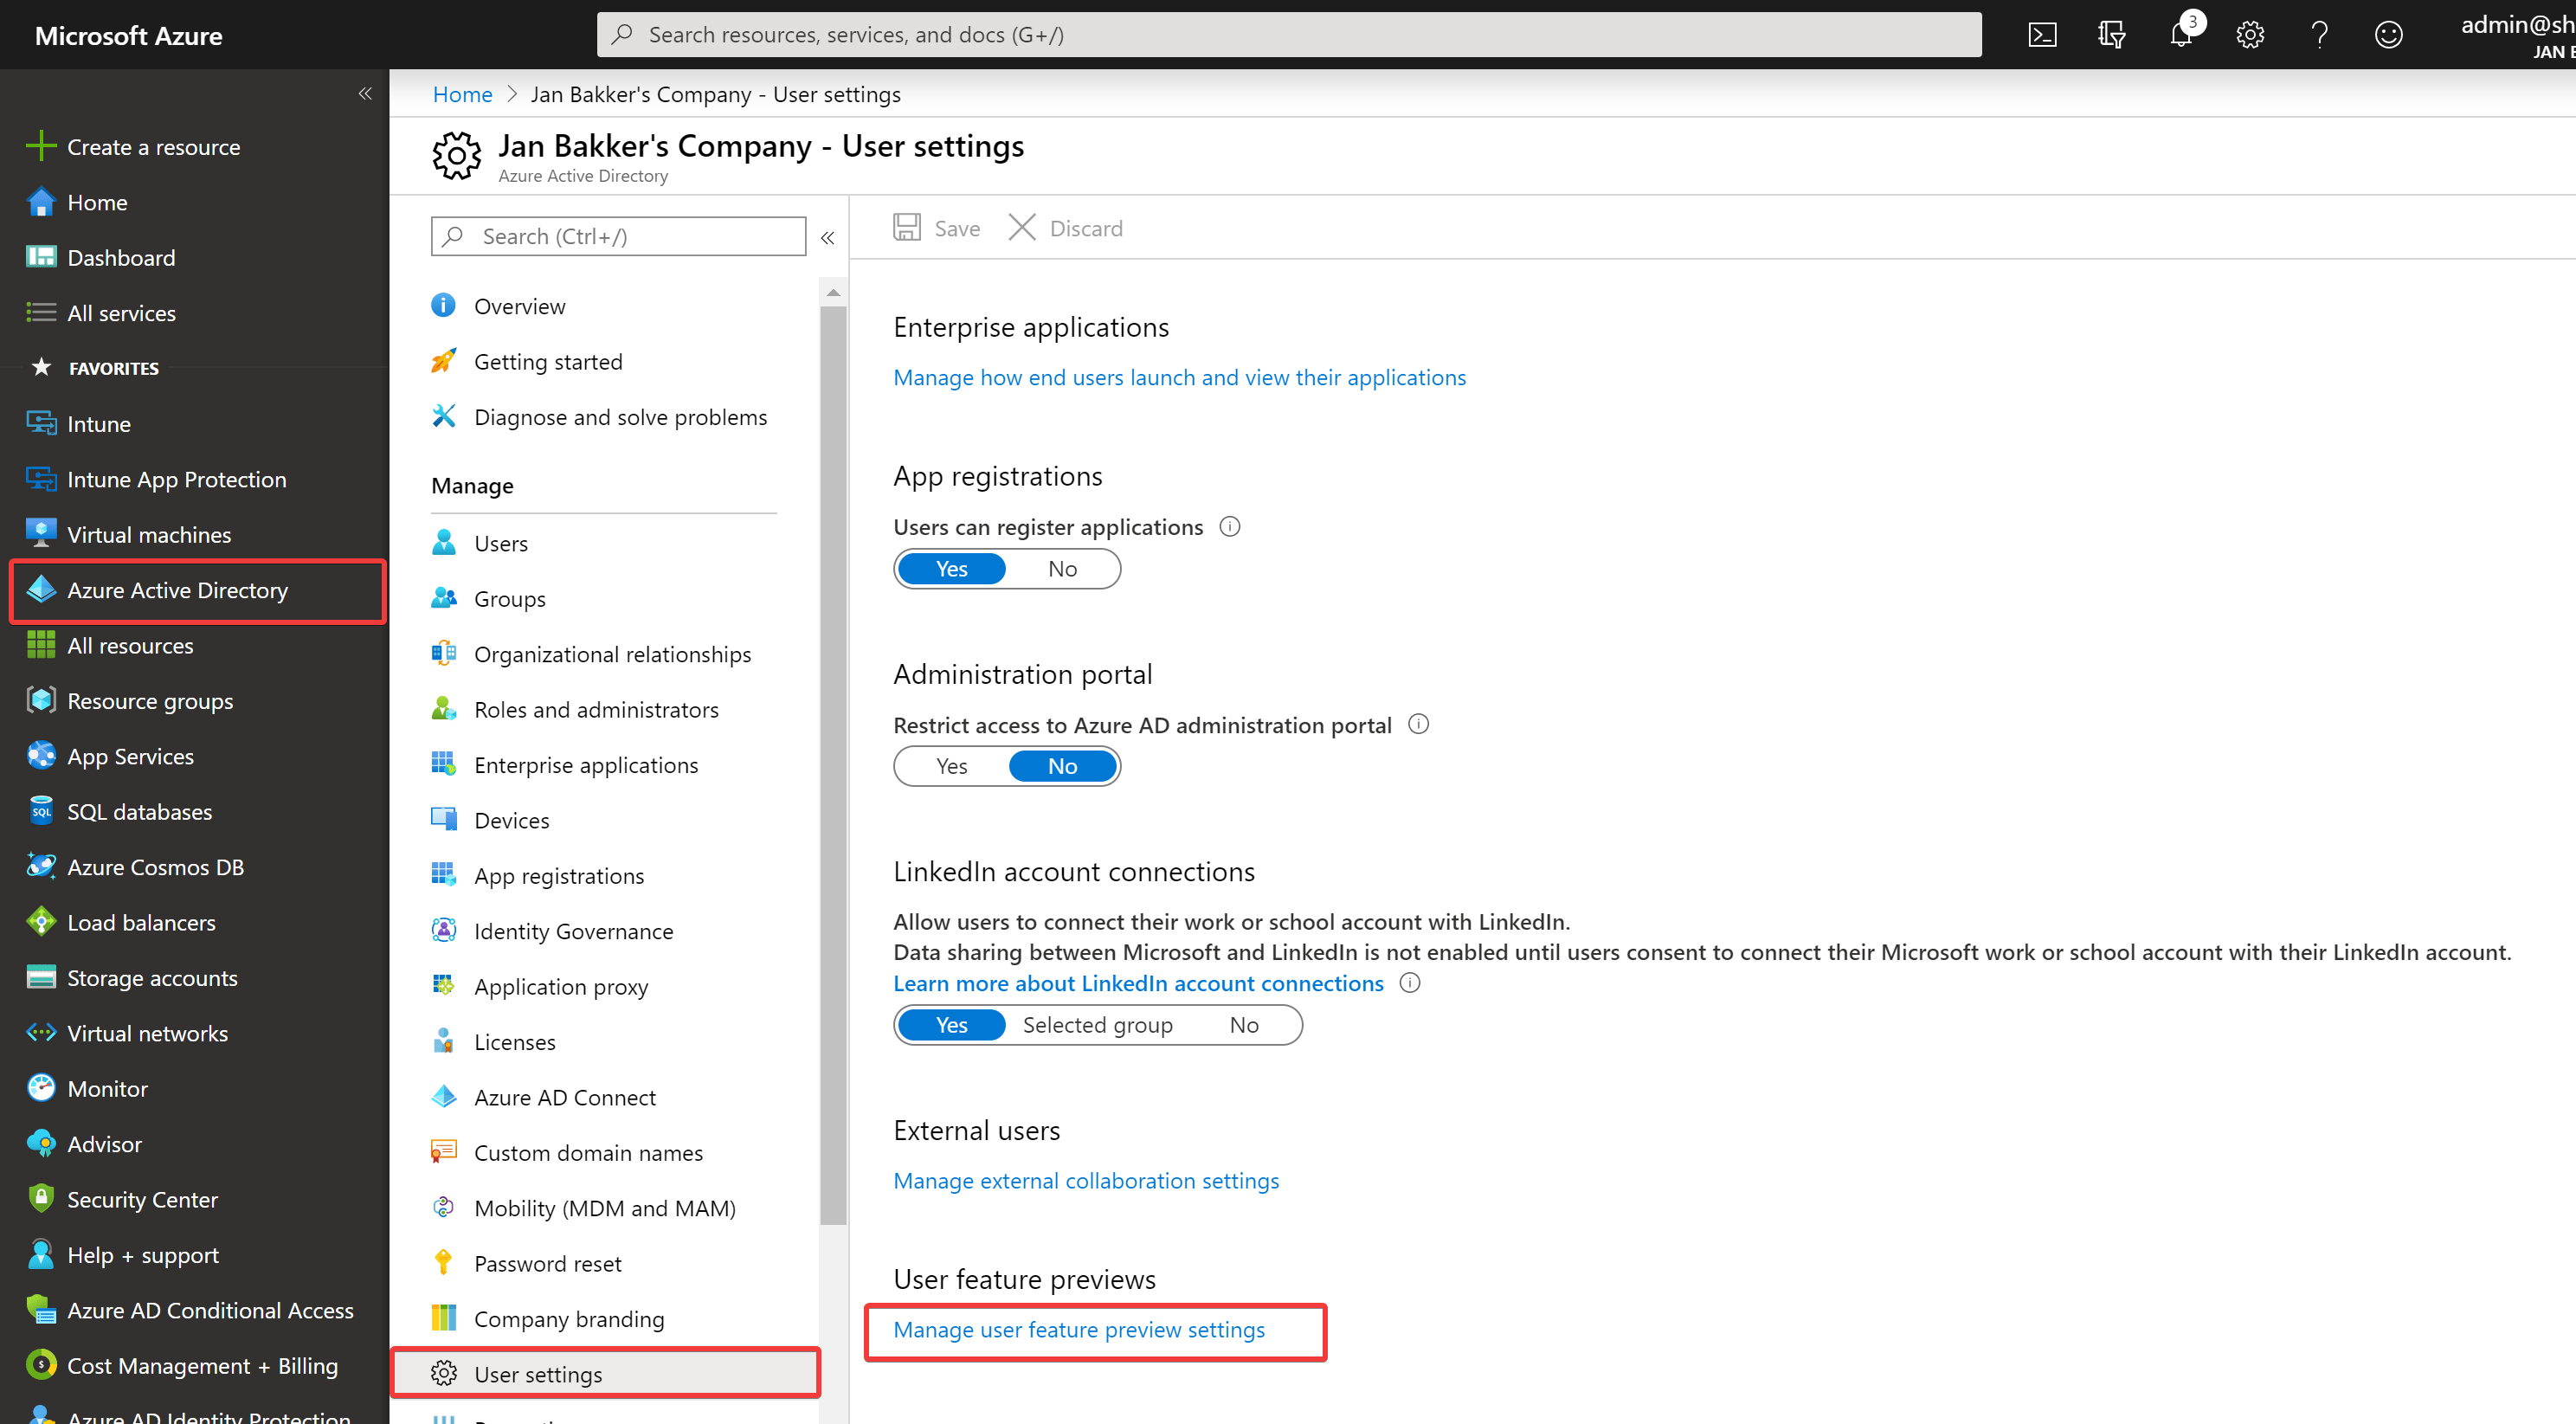 Microsoft Azure
Search resources, services, and docs (G+/)
3
admin@sh
JAN
Create a resource
Home
Dashboard
All services
FAVORITES
Intune
Intune App Protection
Virtual machines
Azure Active Directory
All resources
Resource groups
App Services
SQL
SQL databases
Azure Cosmos DB
Load balancers
Storage accounts
Virtual networks
Monitor
Advisor
Security Center
Help + support
Azure AD Conditional Access
Cost Management + Billing
Azure AD Identity Protection
Home > Jan Bakker's Company - User settings
Jan Bakker's Company - User settings
Azure Active Directory
Search (Ctrl+/)
Overview
Getting started
Diagnose and solve problems
Manage
Users
Groups
Organizational relationships
Roles and administrators
Enterprise applications
Devices
App registrations
Identity Governance
Application proxy
Licenses
Azure AD Connect
Custom domain names
Mobility (MDM and MAM)
Password reset
Company branding
User settings
Save Discard
Enterprise applications
Manage how end users launch and view their applications
App registrations
Users can register applications
Yes No
Administration portal
Restrict access to Azure AD administration portal
Yes No
LinkedIn account connections
Allow users to connect their work or school account with LinkedIn.
Data sharing between Microsoft and LinkedIn is not enabled until users consent to connect their Microsoft work or school account with their LinkedIn account.
Learn more about LinkedIn account connections
Yes Selected group No
External users
Manage external collaboration settings
User feature previews
Manage user feature preview settings